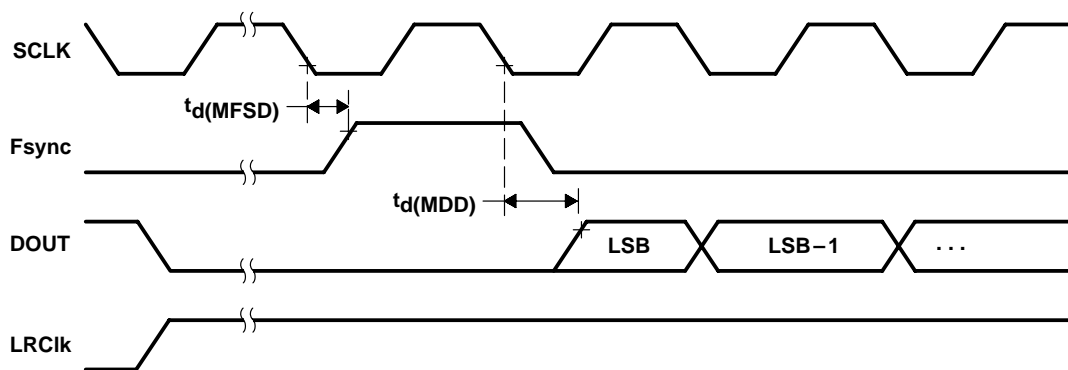 SCLK
td(MFSD)
Fsync
td(MDD)
DOUT
LSB
LSB−1
...
LRClk